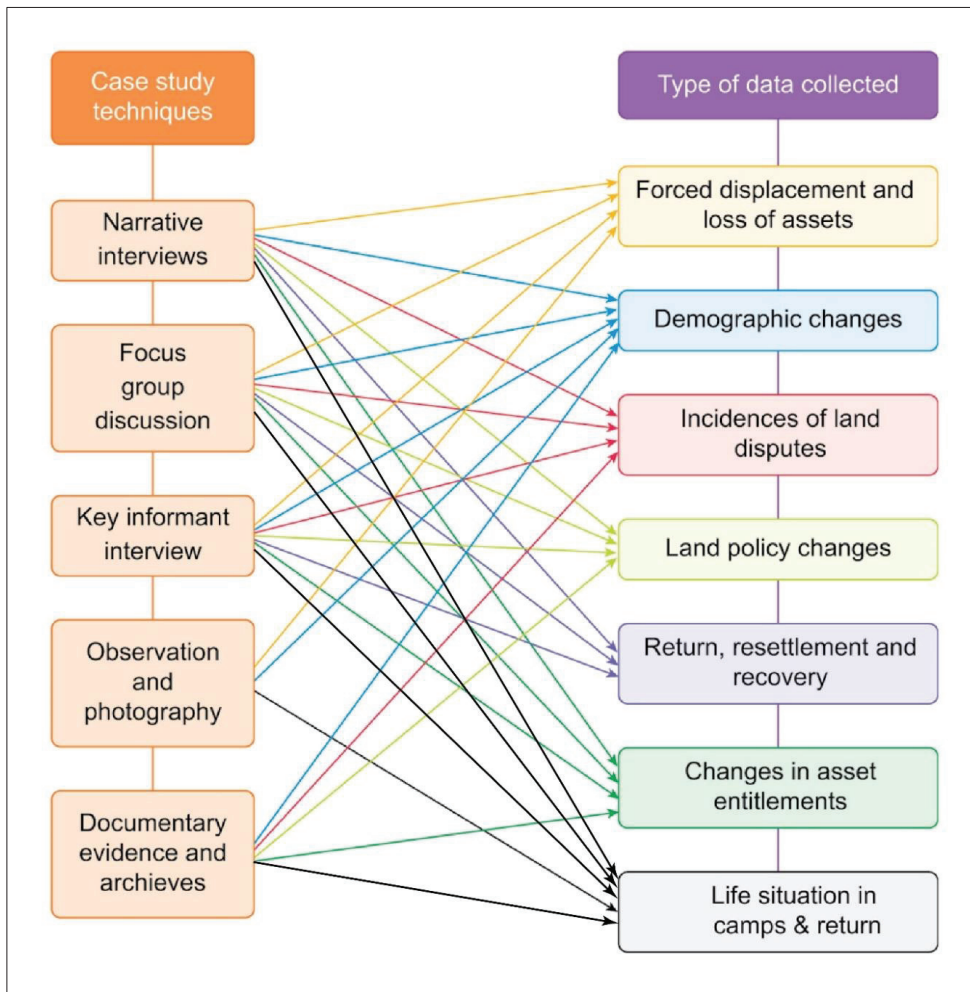 Case study
techniques
Narrative
interviews
Focus
group
discussion
Key informant
interview
Observation
and
photography
Documentary
evidence and
archieves
Type of data collected
Forced displacement and
loss of assets
Demographic changes
Incidences of land
disputes
Land policy changes
Return, resettlement and
recovery
Changes in asset
entitlements
Life situation in
camps & return